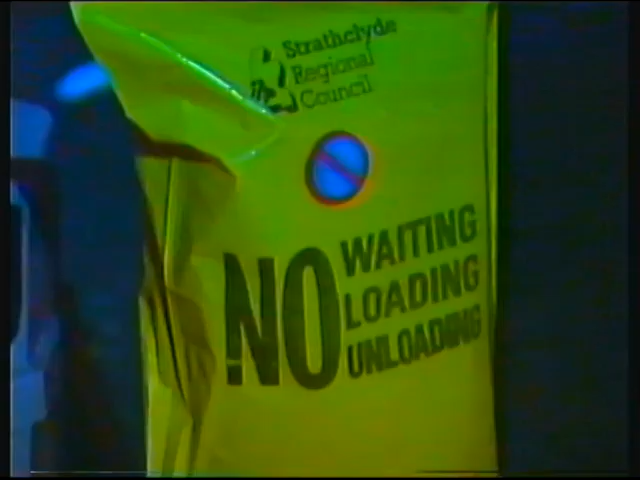 Strathclyde
Regional
Council
NO WAITING
LOADING
UNLOADING